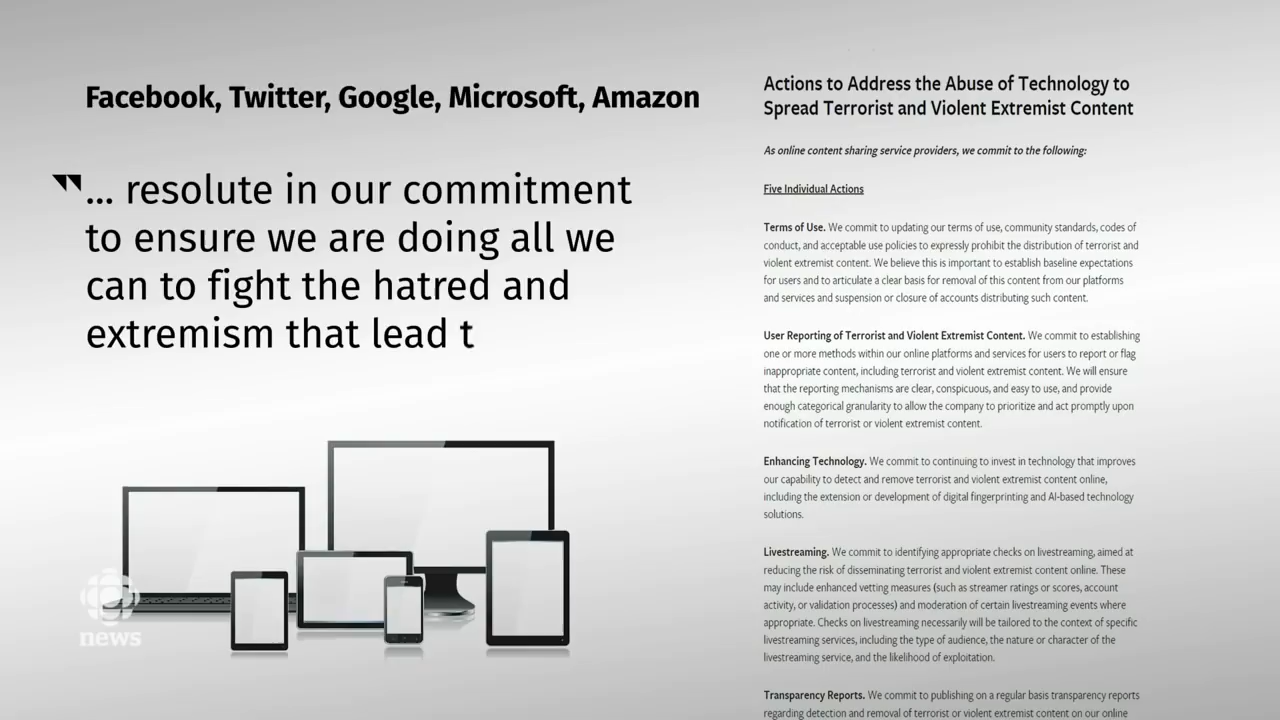 Facebook, Twitter, Google, Microsoft, Amazon
... resolute in our commitment
to ensure we are doing all we
can to fight the hatred and
extremism that lead t
news
Actions to Address the Abuse of Technology to
Spread Terrorist and Violent Extremist Content
As online content sharing service providers, we commit to the following:
Five Individual Actions
Terms of Use. We commit to updating our terms of use, community standards, codes of
conduct, and acceptable use policies to expressly prohibit the distribution of terrorist and
violent extremist content. We believe this is important to establish baseline expectations
for users and to articulate a clear basis for removal of this content from our platforms
and services and suspension or closure of accounts distributing such content.
User Reporting of Terrorist and Violent Extremist Content. We commit to establishing
one or more methods within our online platforms and services for users to report or flag
inappropriate content, including terrorist and violent extremist content. We will ensure
that the reporting mechanisms are clear, conspicuous, and easy to use, and provide
enough categorical granularity to allow the company to prioritize and act promptly upon
notification of terrorist or violent extremist content.
Enhancing Technology. We commit to continuing to invest in technology that improves
our capability to detect and remove terrorist and violent extremist content online,
including the extension or development of digital fingerprinting and AI-based technology
solutions.
Livestreaming. We commit to identifying appropriate checks on livestreaming, aimed at
reducing the risk of disseminating terrorist and violent extremist content online. These
may include enhanced vetting measures (such as streamer ratings or scores, account
activity, or validation processes) and moderation of certain livestreaming events where
appropriate. Checks on livestreaming necessarily will be tailored to the context of specific
livestreaming services, including the type of audience, the nature or character of the
livestreaming service, and the likelihood of exploitation.
Transparency Reports. We commit to publishing on a regular basis transparency reports
regarding detection and removal of terrorist or violent extremist content on our online